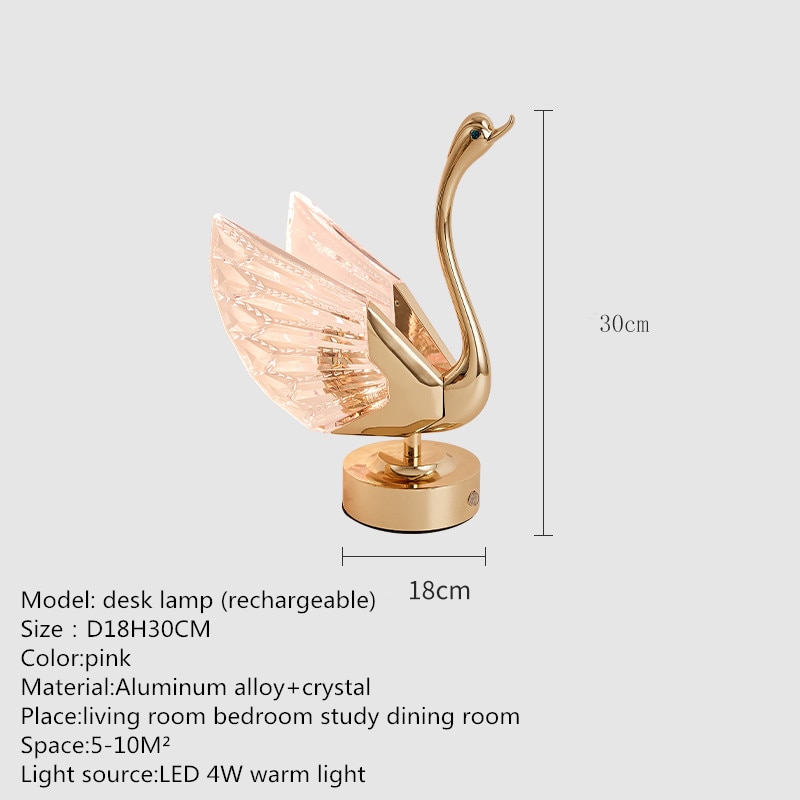 30cm
18cm
Model: desk lamp (rechargeable)
Size：D18H30CM
Color:pink
Material:Aluminum alloy+crystal
Place:living room bedroom study dining room
Space:5-10M²
Light source:LED 4W warm light